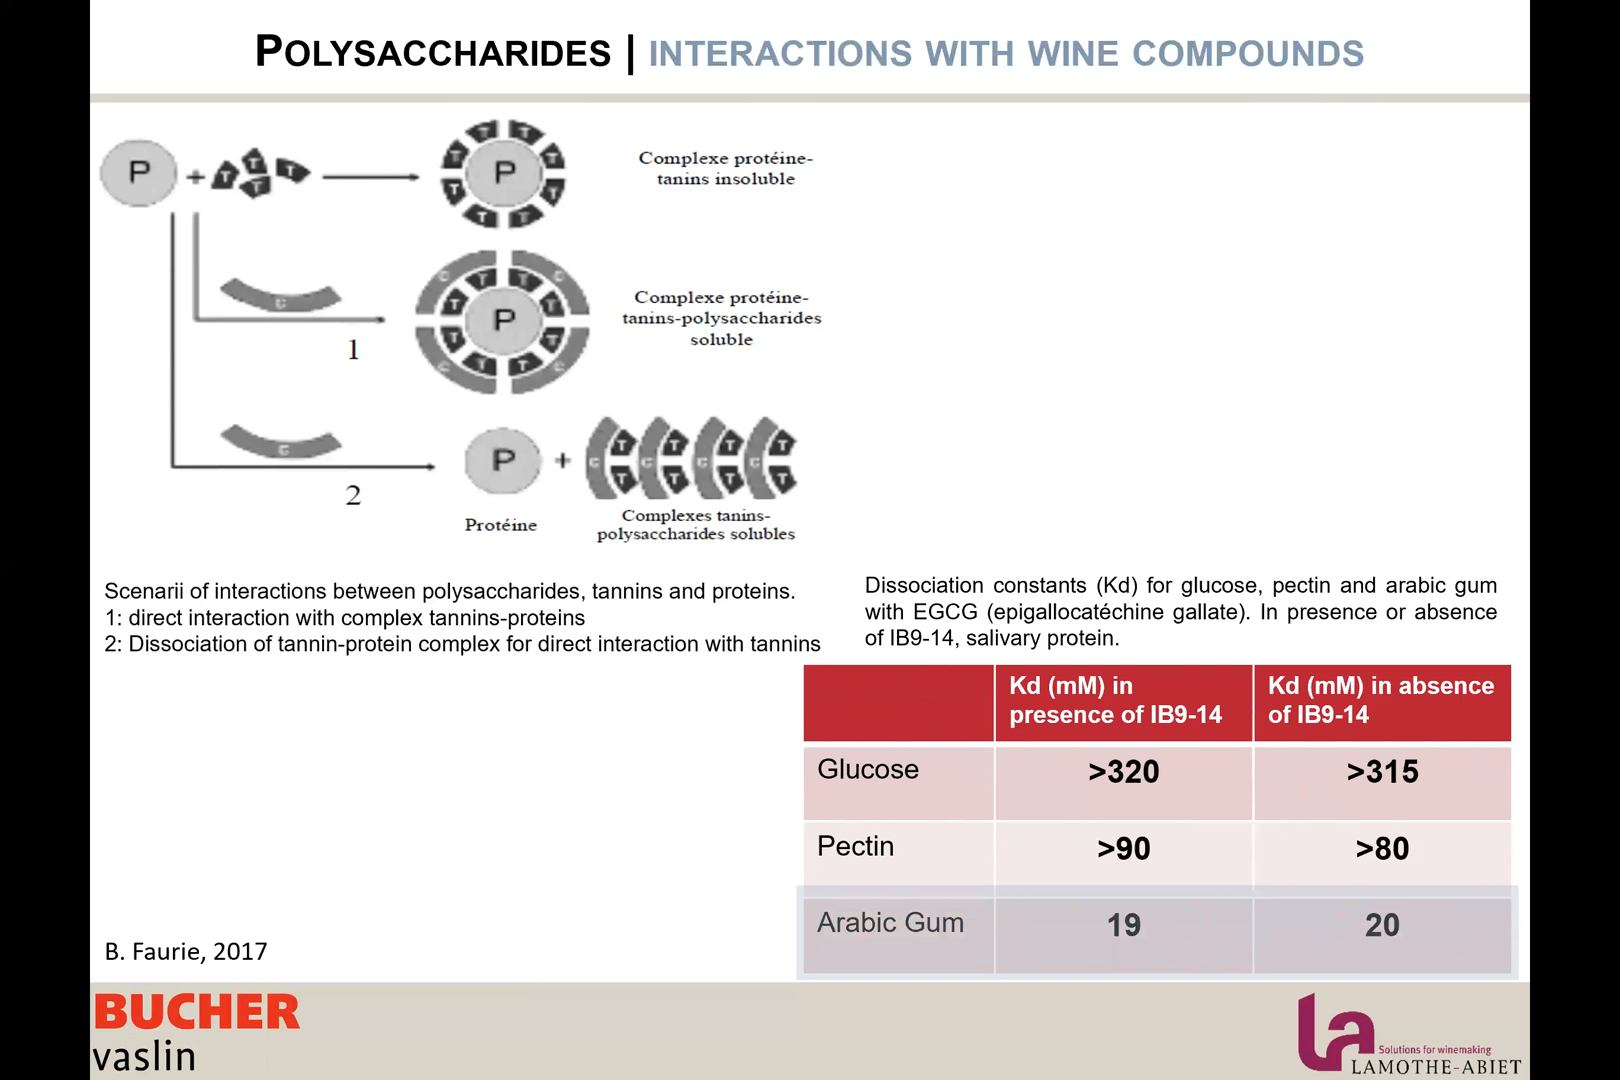 POLYSACCHARIDES | INTERACTIONS WITH WINE COMPOUNDS
P + T T T T
T T T T T T T T P
Complexe protéine-
tanins insoluble
C
1
C C C C T T T T T T T T P
Complexe protéine-
tanins-polysaccharides
soluble
C
2
P + C T T C T T C T T C T T
Protéine
Complexes tanins-
polysaccharides solubles
Scenarii of interactions between polysaccharides, tannins and proteins.
1: direct interaction with complex tannins-proteins
2: Dissociation of tannin-protein complex for direct interaction with tannins
Dissociation constants (Kd) for glucose, pectin and arabic gum
with EGCG (epigallocatéchine gallate). In presence or absence
of IB9-14, salivary protein.
Kd (mM) in
presence of IB9-14
Kd (mM) in absence
of IB9-14
Glucose >320 >315
Pectin >90 >80
Arabic Gum 19 20
B. Faurie, 2017
BUCHER
vaslin
La
Solutions for winemaking
LAMOTHE-ABIET